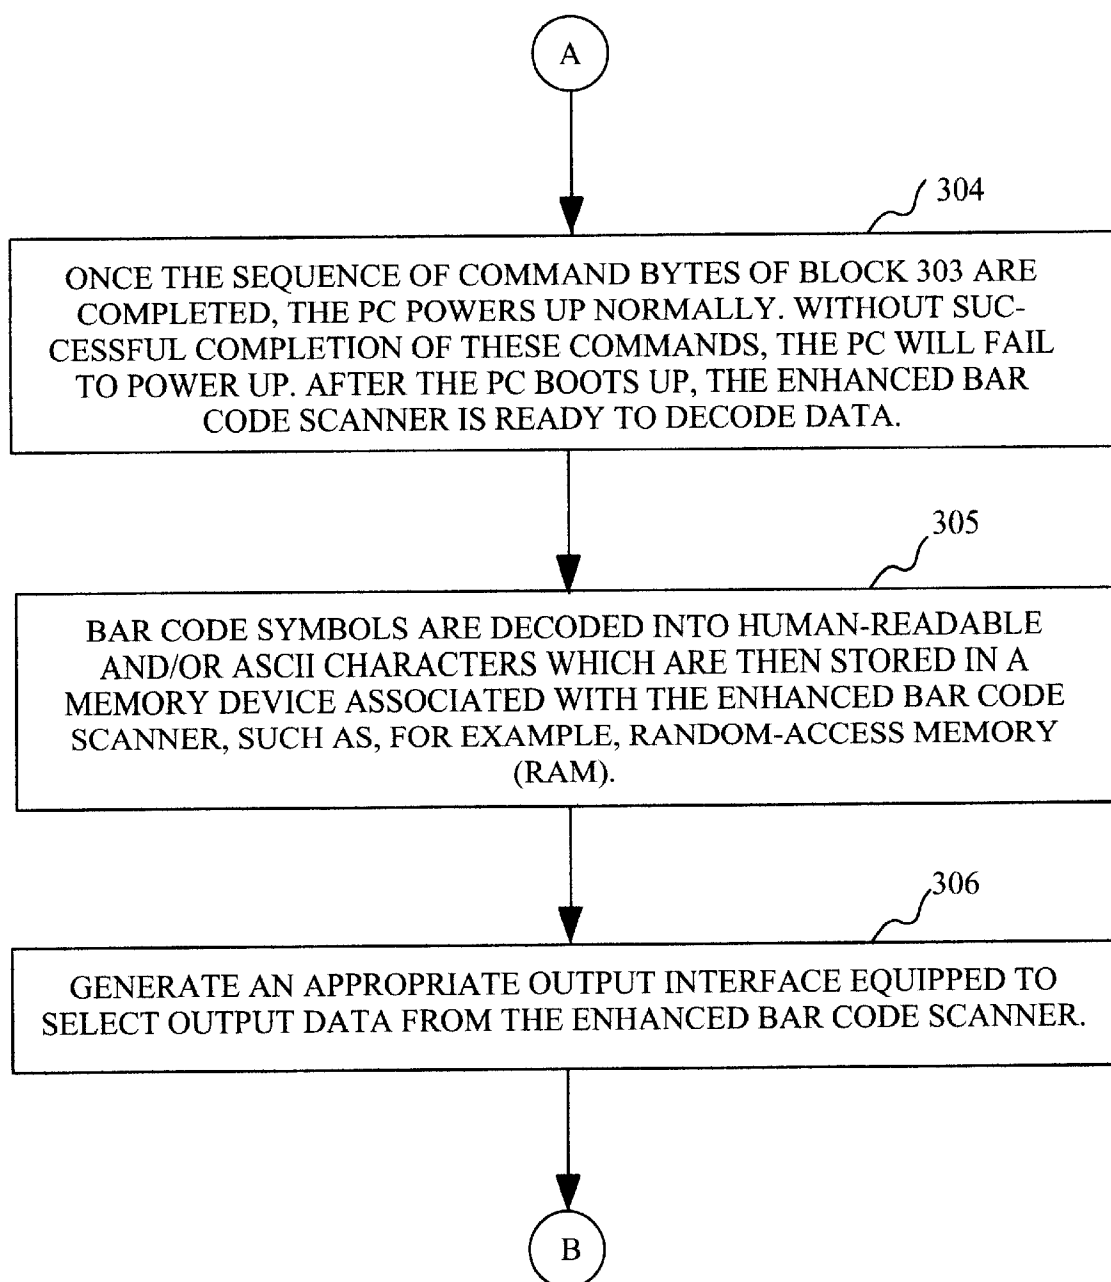 A
304
ONCE THE SEQUENCE OF COMMAND BYTES OF BLOCK 303 ARE
COMPLETED, THE PC POWERS UP NORMALLY. WITHOUT SUC-
CESSFUL COMPLETION OF THESE COMMANDS, THE PC WILL FAIL
TO POWER UP. AFTER THE PC BOOTS UP, THE ENHANCED BAR
CODE SCANNER IS READY TO DECODE DATA.
305
BAR CODE SYMBOLS ARE DECODED INTO HUMAN-READABLE
AND/OR ASCII CHARACTERS WHICH ARE THEN STORED IN A
MEMORY DEVICE ASSOCIATED WITH THE ENHANCED BAR CODE
SCANNER, SUCH AS, FOR EXAMPLE, RANDOM-ACCESS MEMORY
(RAM).
306
GENERATE AN APPROPRIATE OUTPUT INTERFACE EQUIPPED TO
SELECT OUTPUT DATA FROM THE ENHANCED BAR CODE SCANNER.
B